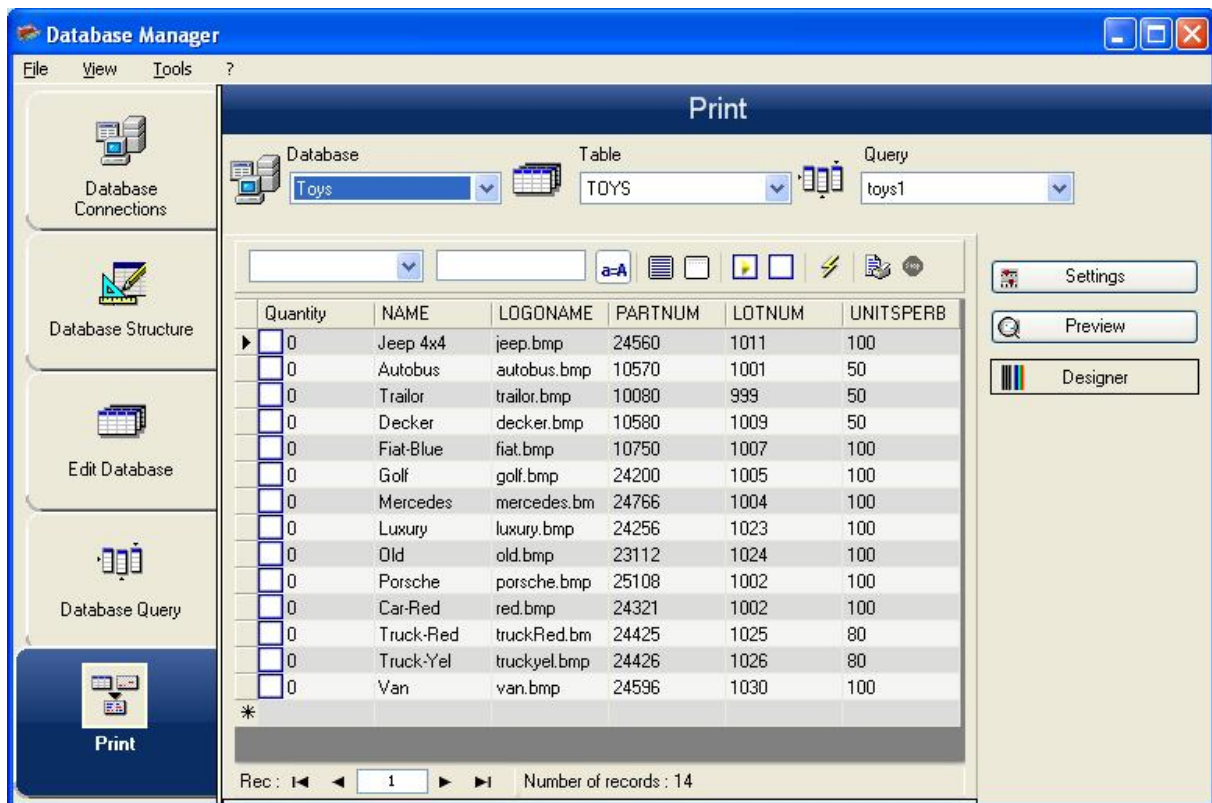 Database Manager
File View Tools ?
Print
Database Table Query
Toys TOYS toys1
Database
Connections
Database Structure
Edit Database
Database Query
Print
a=A
Settings
Preview
Designer
Quantity NAME LOGONAME PARTNUM LOTNUM UNITSPERB
0 Jeep 4x4 jeep.bmp 24560 1011 100
0 Autobus autobus.bmp 10570 1001 50
0 Trailor trailor.bmp 10080 999 50
0 Decker decker.bmp 10580 1009 50
0 Fiat-Blue fiat.bmp 10750 1007 100
0 Golf golf.bmp 24200 1005 100
0 Mercedes mercedes.bm 24766 1004 100
0 Luxury luxury.bmp 24256 1023 100
0 Old old.bmp 23112 1024 100
0 Porsche porsche.bmp 25108 1002 100
0 Car-Red red.bmp 24321 1002 100
0 Truck-Red truckRed.bm 24425 1025 80
0 Truck-Yel truckyel.bmp 24426 1026 80
0 Van van.bmp 24596 1030 100
Rec : 1 Number of records : 14